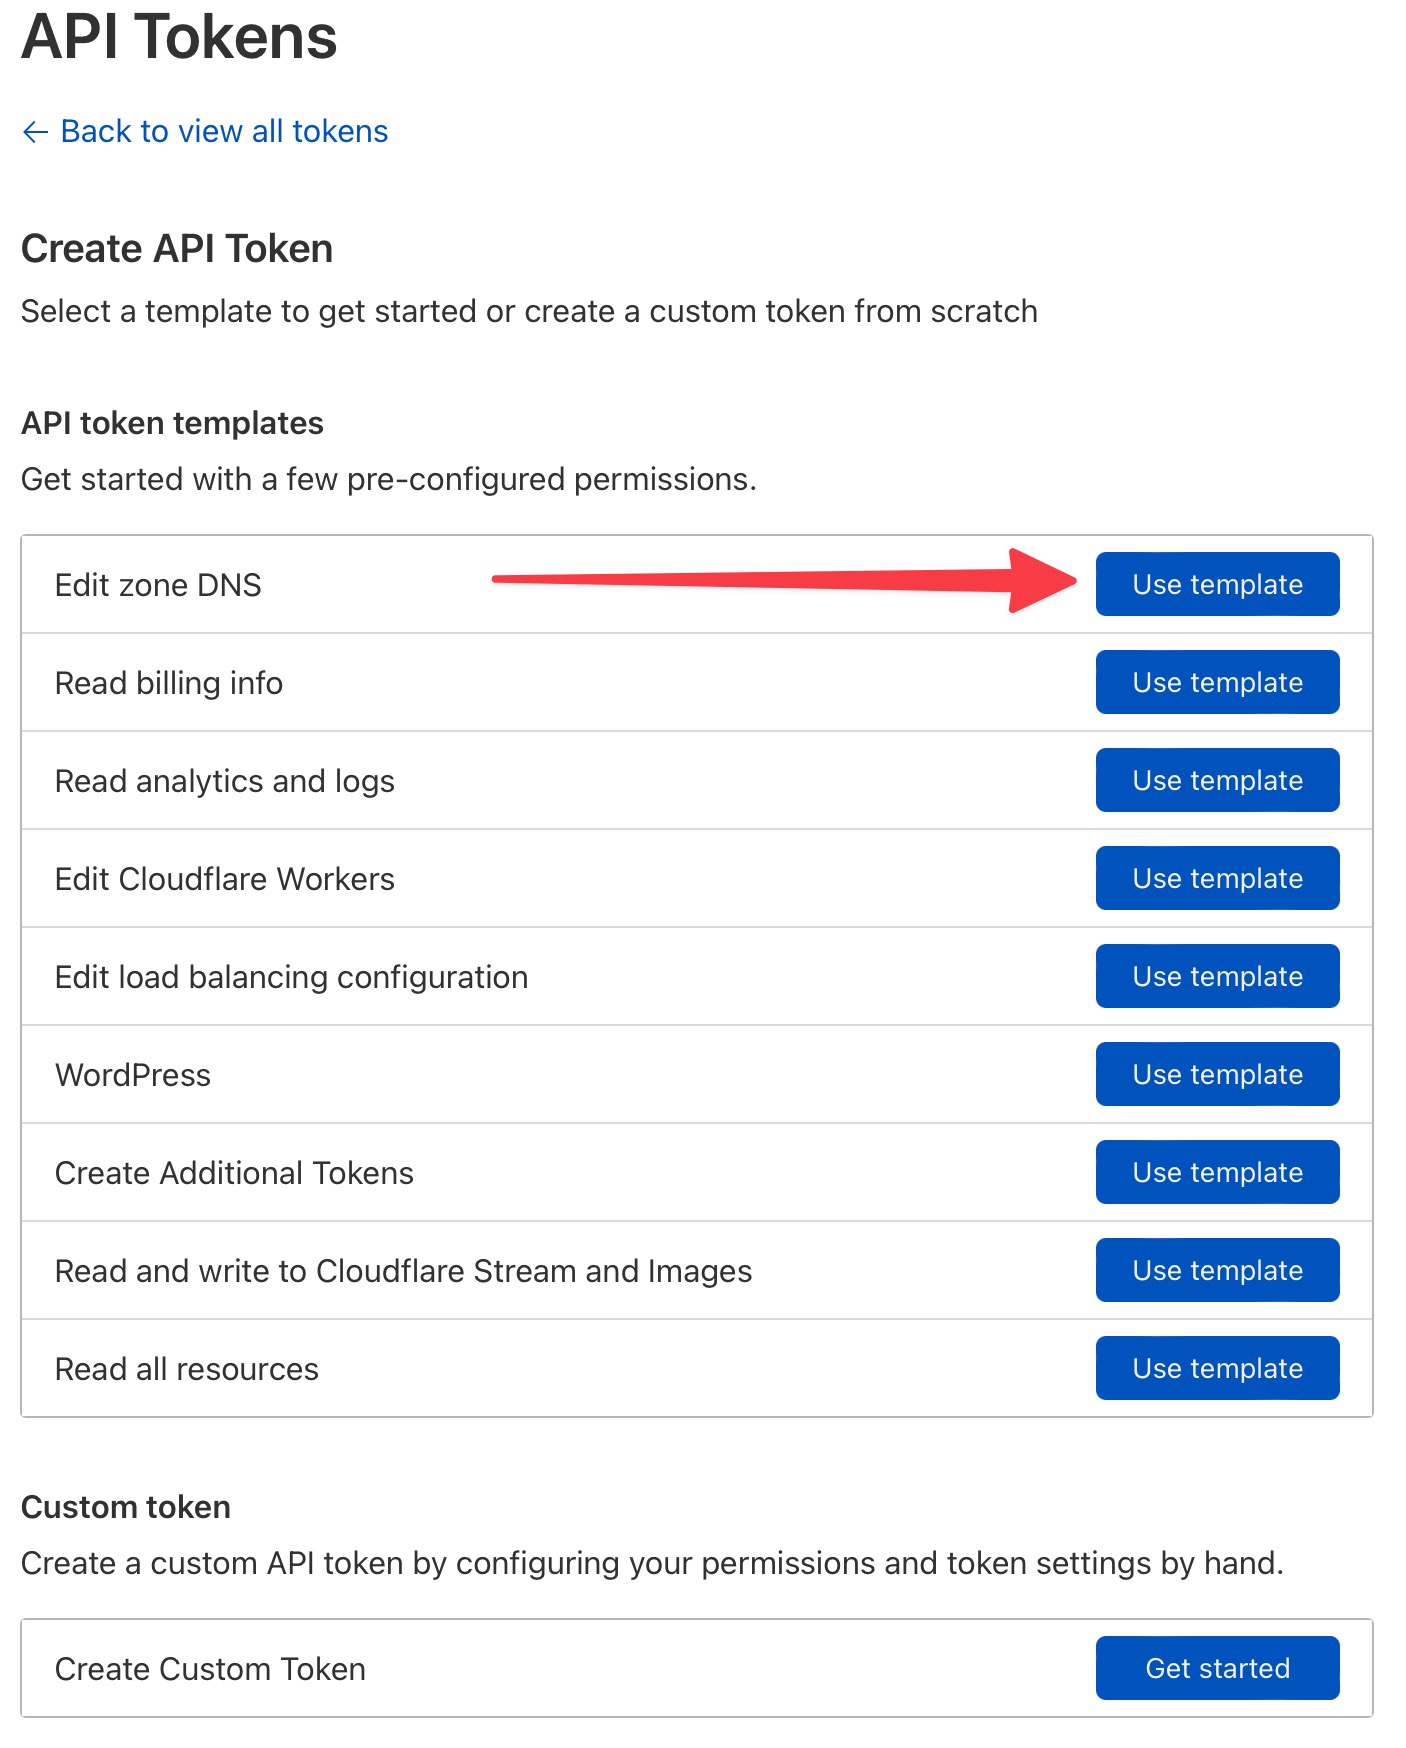 API Tokens
← Back to view all tokens
Create API Token
Select a template to get started or create a custom token from scratch
API token templates
Get started with a few pre-configured permissions.
Edit zone DNS
Use template
Read billing info
Use template
Read analytics and logs
Use template
Edit Cloudflare Workers
Use template
Edit load balancing configuration
Use template
WordPress
Use template
Create Additional Tokens
Use template
Read and write to Cloudflare Stream and Images
Use template
Read all resources
Use template
Custom token
Create a custom API token by configuring your permissions and token settings by hand.
Create Custom Token
Get started